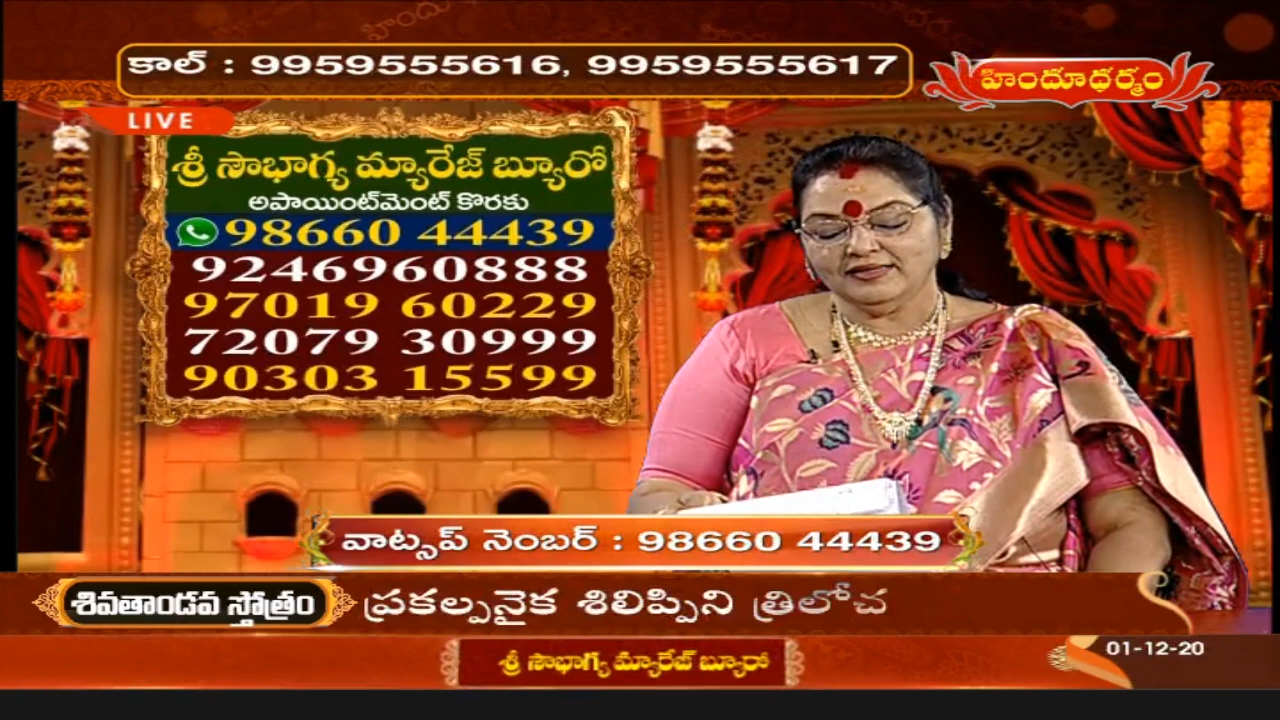 కాల్ : 9959555616, 9959555617
హిందూధర్మం
LIVE
శ్రీ సౌభాగ్య మ్యారేజ్ బ్యూరో
అపాయింట్‌మెంట్ కొరకు
98660 44439
9246960888
97019 60229
72079 30999
90303 15599
వాట్సప్ నెంబర్ : 98660 44439
శివతాండవ స్తోత్రం ప్రకల్పనైక శిలిప్పిని త్రిలోచ
శ్రీ సౌభాగ్య మ్యారేజ్ బ్యూరో
01-12-20